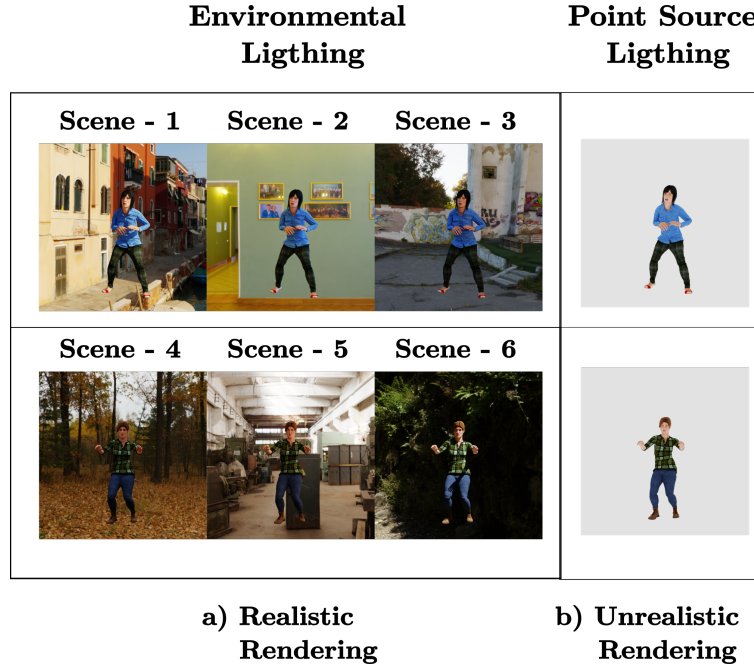 Environmental
Ligthing
Point Source
Ligthing
Scene - 1
Scene - 2
Scene - 3
Scene - 4
Scene - 5
Scene - 6
a) Realistic
Rendering
b) Unrealistic
Rendering